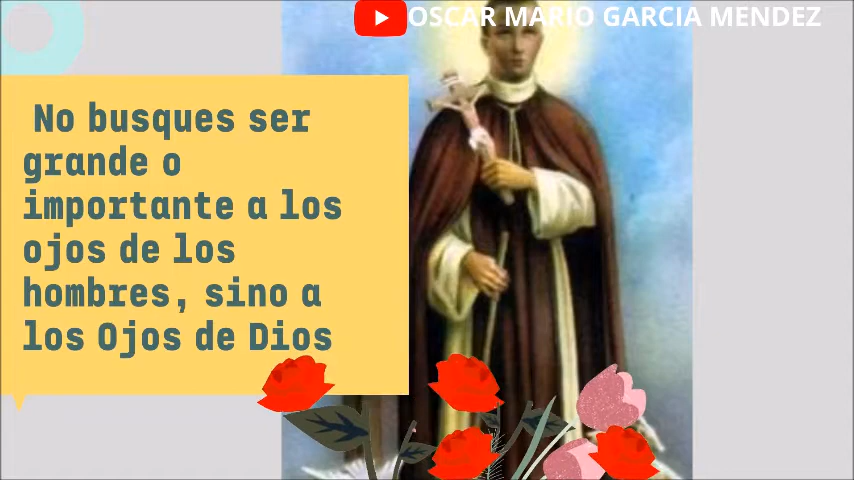 OSCAR MARIO GARCIA MENDEZ
No busques ser
grande o
importante a los
ojos de los
hombres, sino a
los Ojos de Dios